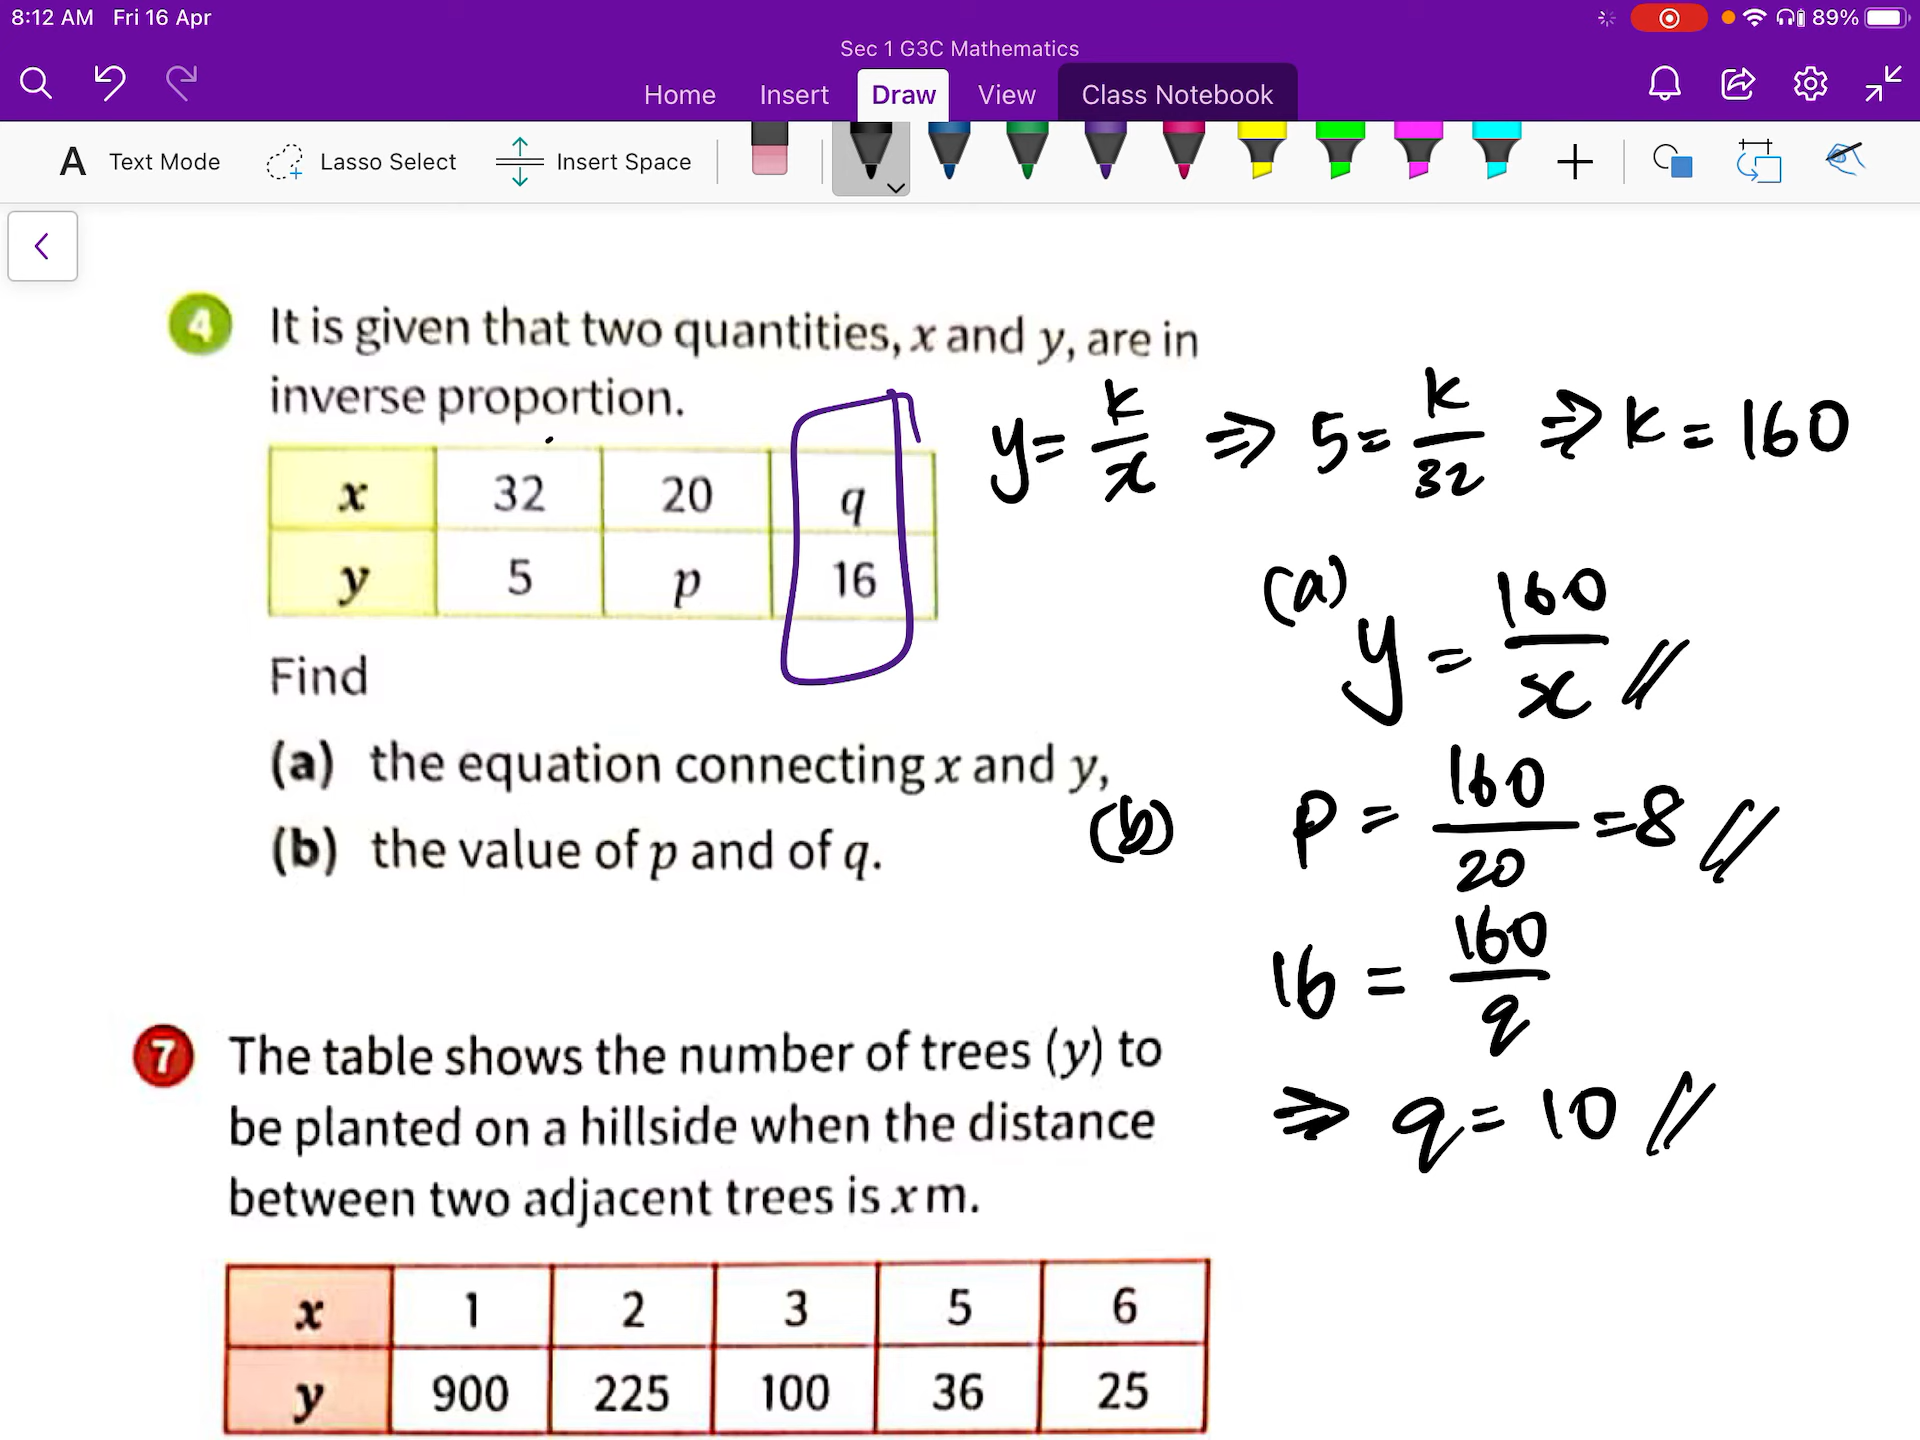 8:12 AM Fri 16 Apr
89%
Sec 1 G3C Mathematics
Home Insert Draw View Class Notebook
A Text Mode Lasso Select Insert Space
4 It is given that two quantities, x and y, are in
inverse proportion.
x 32 20 q
y 5 p 16
Find
(a) the equation connecting x and y,
(b) the value of p and of q.
y = k/x ⇒ 5 = k/32 ⇒ k = 160
(a) y = 160/x //
(b) p = 160/20 = 8 //
16 = 160/q
⇒ q = 10 //
7 The table shows the number of trees (y) to
be planted on a hillside when the distance
between two adjacent trees is x m.
x 1 2 3 5 6
y 900 225 100 36 25